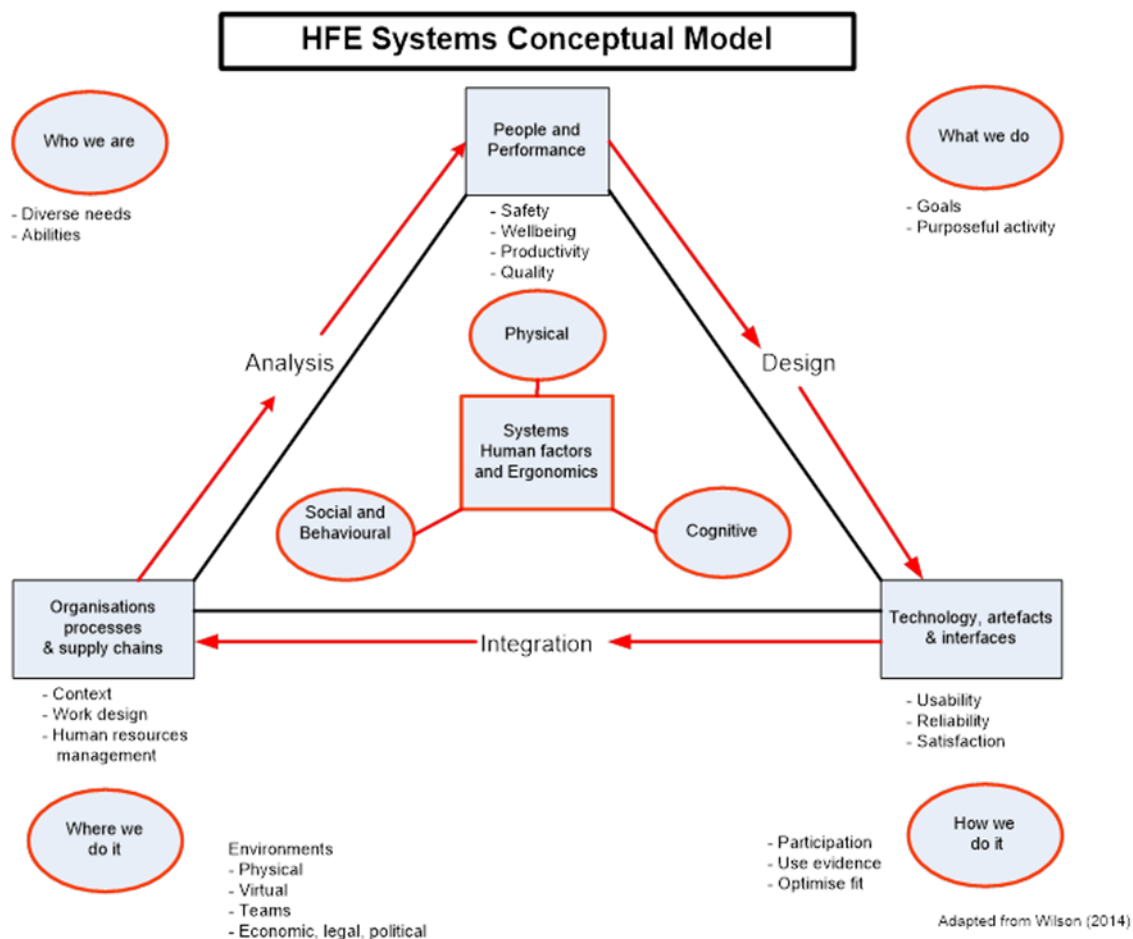 HFE Systems Conceptual Model
Who we are
- Diverse needs
- Abilities
People and
Performance
- Safety
- Wellbeing
- Productivity
- Quality
What we do
- Goals
- Purposeful activity
Analysis
Design
Physical
Systems
Human factors
and Ergonomics
Social and
Behavioural
Cognitive
Organisations
processes
& supply chains
- Context
- Work design
- Human resources
management
Integration
Technology, artefacts
& interfaces
- Usability
- Reliability
- Satisfaction
Where we
do it
Environments
- Physical
- Virtual
- Teams
- Economic, legal, political
- Participation
- Use evidence
- Optimise fit
How we
do it
Adapted from Wilson (2014)